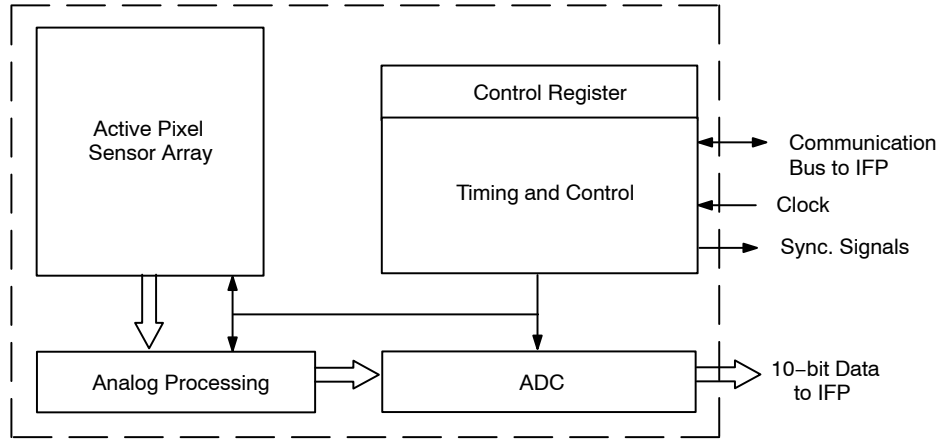 Active Pixel
Sensor Array
Control Register
Timing and Control
Communication
Bus to IFP
Clock
Sync. Signals
Analog Processing
ADC
10−bit Data
to IFP